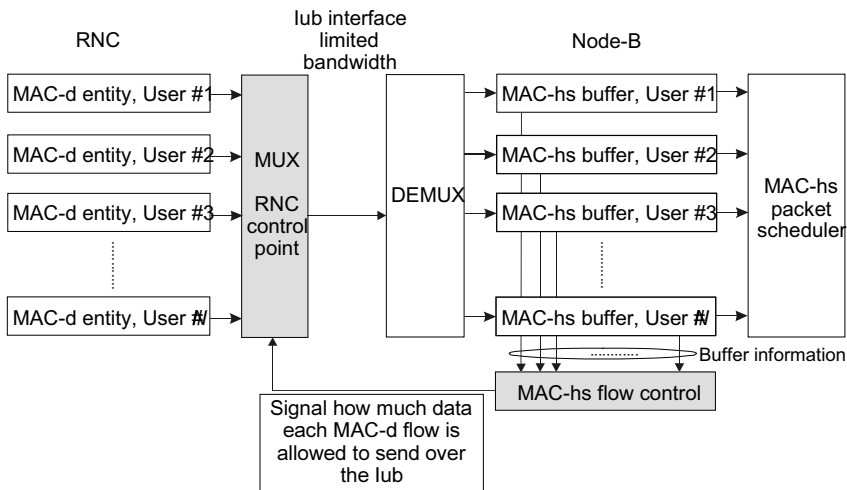 RNC
Iub interface
limited
bandwidth
Node-B
MAC-d entity, User #1
MAC-d entity, User #2
MAC-d entity, User #3
MAC-d entity, User #N
MUX
RNC
control
point
DEMUX
MAC-hs buffer, User #1
MAC-hs buffer, User #2
MAC-hs buffer, User #3
MAC-hs buffer, User #N
MAC-hs
packet
scheduler
Buffer information
MAC-hs flow control
Signal how much data
each MAC-d flow is
allowed to send over
the Iub